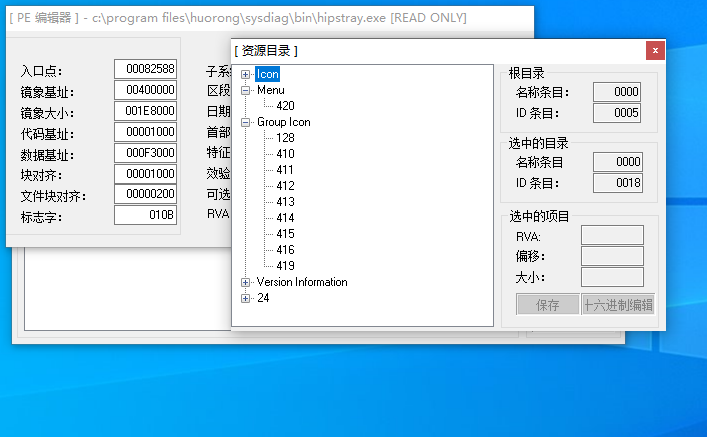 [ PE 编辑器 ] - c:\program files\huorong\sysdiag\bin\hipstray.exe [READ ONLY]
入口点： 00082588 子系
镜象基址： 00400000 区段
镜象大小： 001E8000 日期
代码基址： 00001000 首部
数据基址： 000F3000 特征
块对齐： 00001000 效验
文件块对齐： 00000200 可选
标志字： 010B RVA
[ 资源目录 ] x
Icon
Menu
420
Group Icon
128
410
411
412
413
414
415
416
419
Version Information
24
根目录
名称条目： 0000
ID 条目： 0005
选中的目录
名称条目 0000
ID 条目： 0018
选中的项目
RVA:
偏移：
大小：
保存 十六进制编辑